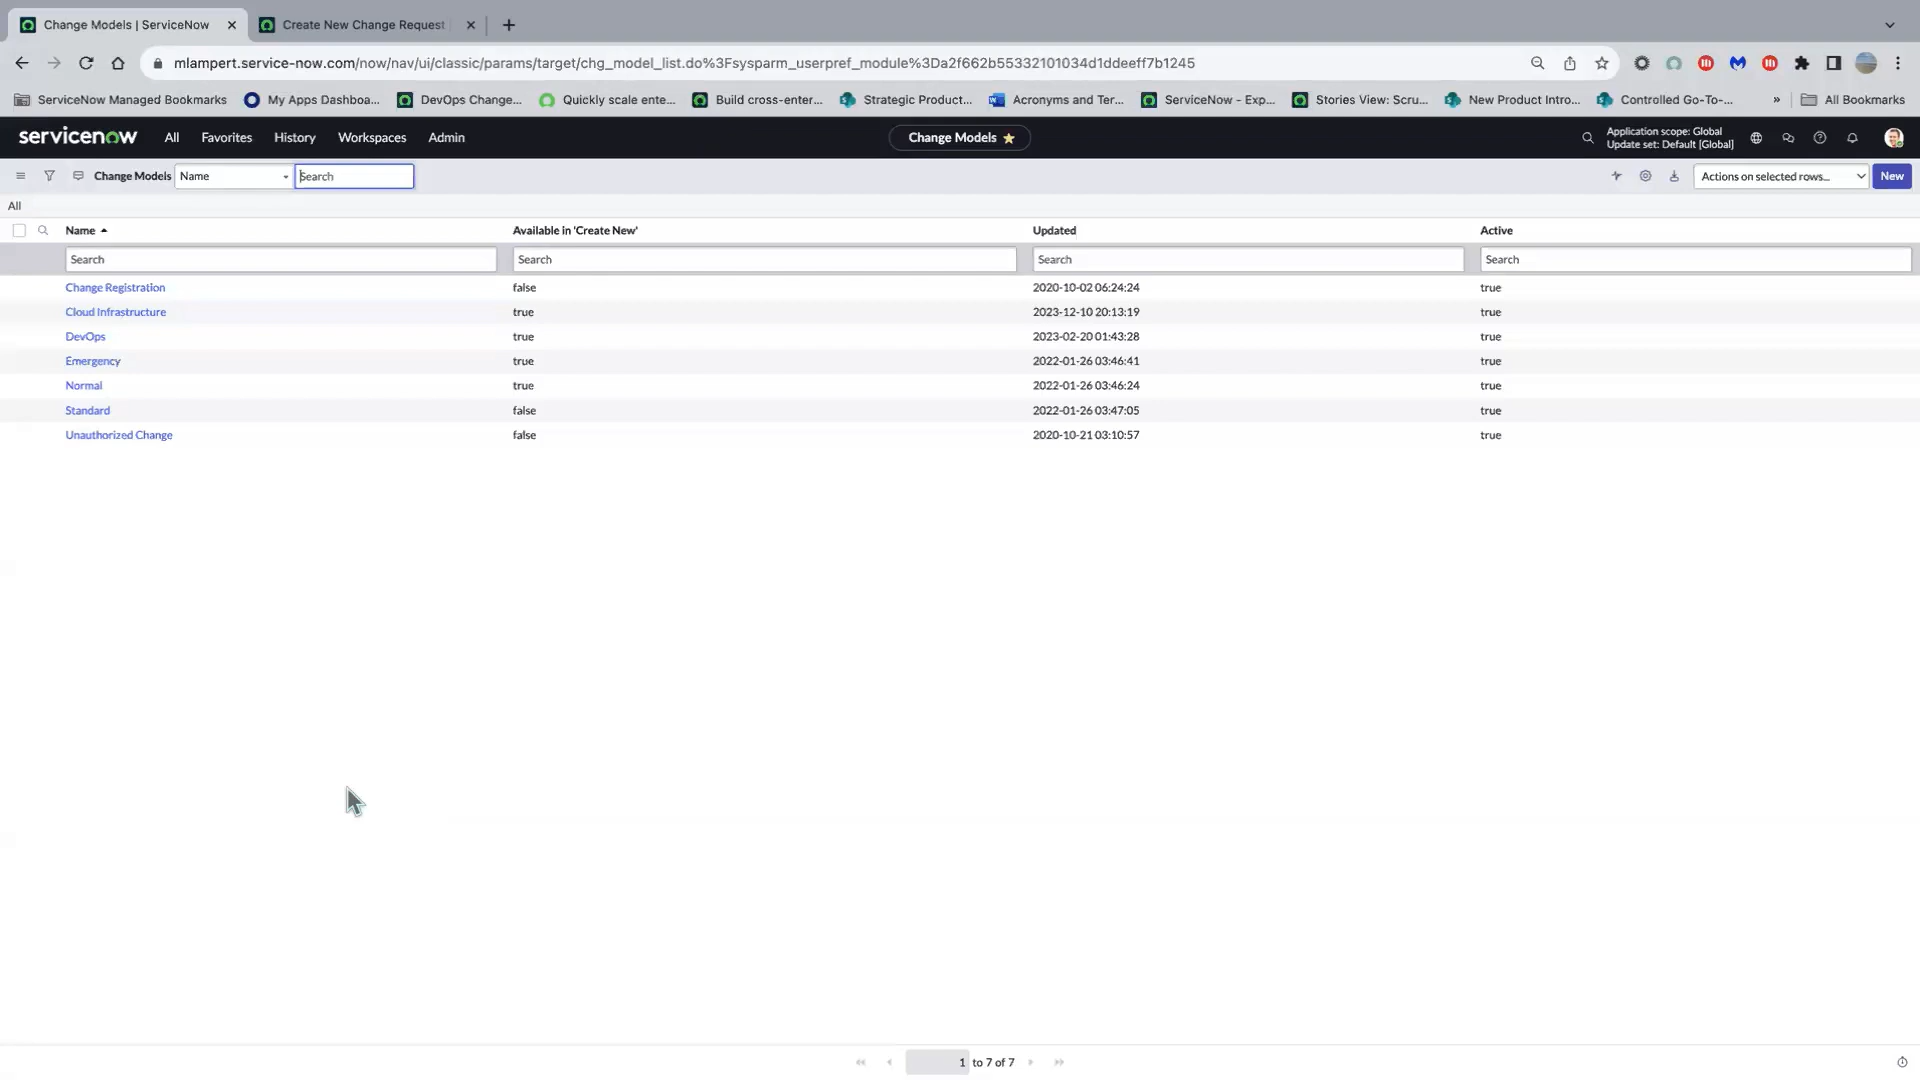 Change Models | ServiceNow
Create New Change Request
mlampert.service-now.com/now/nav/ui/classic/params/target/chg_model_list.do%3Fsysparm_userpref_module%3Da2f662b55332101034d1ddeeff7b1245
ServiceNow Managed Bookmarks My Apps Dashboa... DevOps Change... Quickly scale ente... Build cross-enter... Strategic Product... Acronyms and Ter... ServiceNow - Exp... Stories View: Scru... New Product Intro... Controlled Go-To-... » All Bookmarks
servicenow All Favorites History Workspaces Admin Change Models Application scope: Global
Update set: Default [Global]
Change Models Name Search Actions on selected rows... New
All
Name Available in 'Create New' Updated Active
Search Search Search Search
Change Registration false 2020-10-02 06:24:24 true
Cloud Infrastructure true 2023-12-10 20:13:19 true
DevOps true 2023-02-20 01:43:28 true
Emergency true 2022-01-26 03:46:41 true
Normal true 2022-01-26 03:46:24 true
Standard false 2022-01-26 03:47:05 true
Unauthorized Change false 2020-10-21 03:10:57 true
1 to 7 of 7